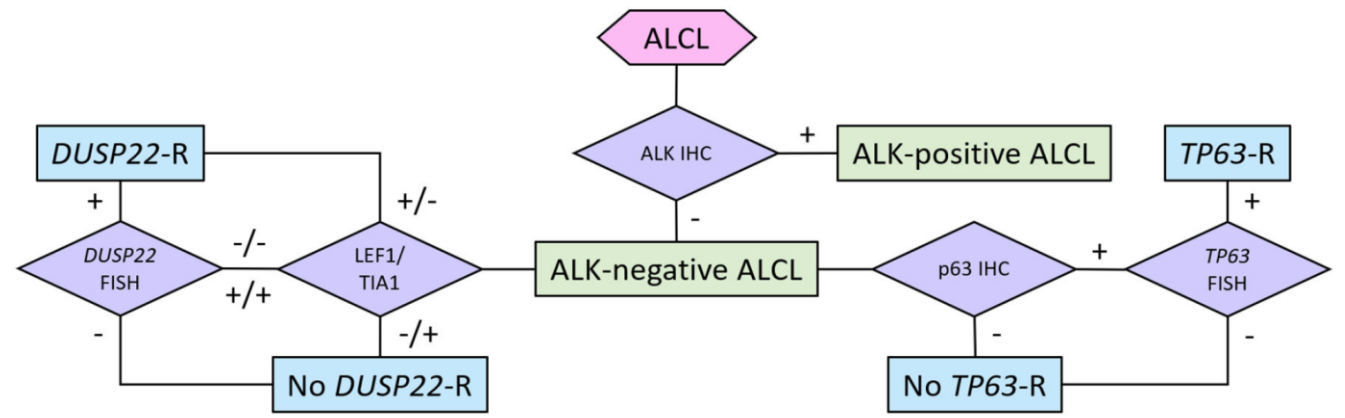 ALCL
ALK IHC
+
ALK-positive ALCL
-
ALK-negative ALCL
DUSP22-R
+
+/-
DUSP22
FISH
-/-
+/+
LEF1/
TIA1
-
-/+
No DUSP22-R
p63 IHC
+
TP63
FISH
+
TP63-R
-
-
No TP63-R